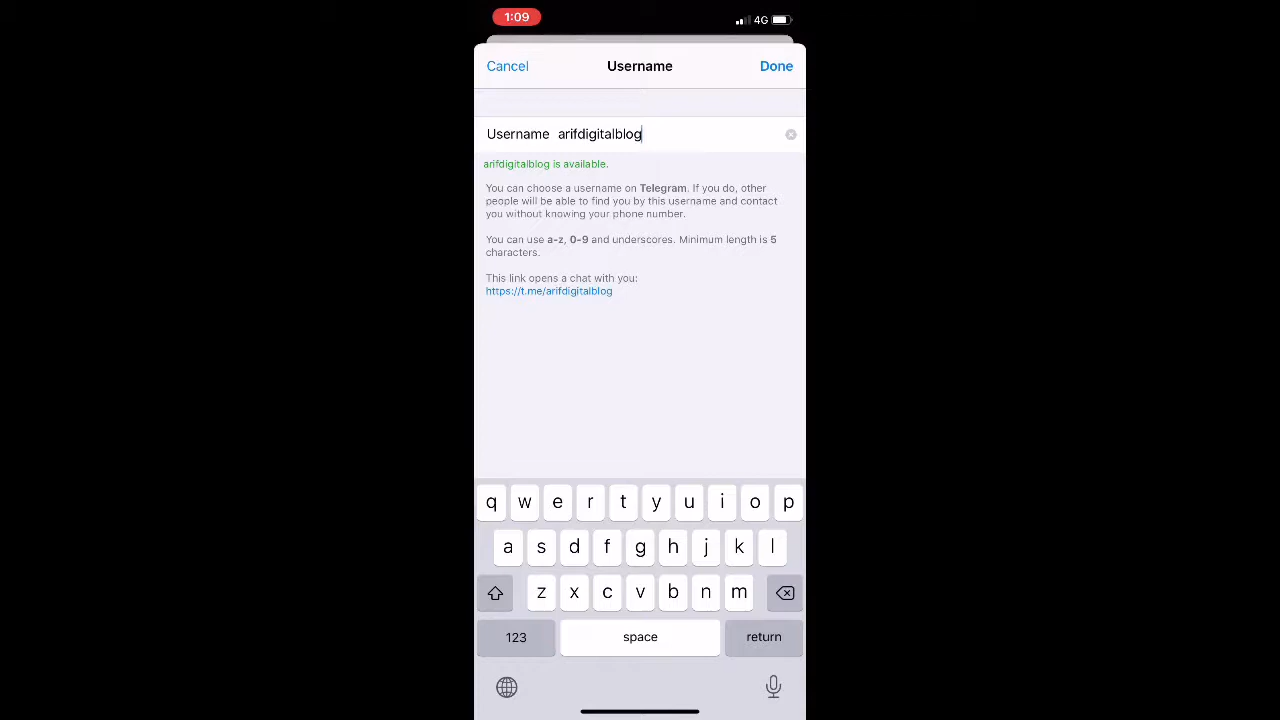 1:09
4G
Cancel Username Done
Username arifdigitalblog
arifdigitalblog is available.
You can choose a username on Telegram. If you do, other
people will be able to find you by this username and contact
you without knowing your phone number.
You can use a-z, 0-9 and underscores. Minimum length is 5
characters.
This link opens a chat with you:
https://t.me/arifdigitalblog
q w e r t y u i o p
a s d f g h j k l
z x c v b n m
123 space return